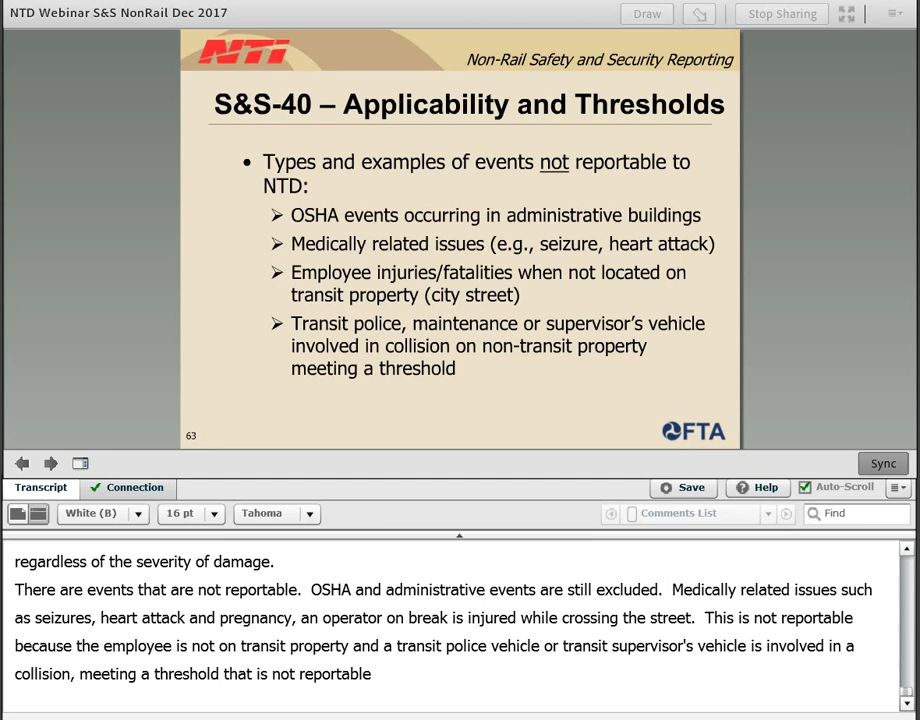 NTD Webinar S&S NonRail Dec 2017
Draw
Stop Sharing
NTI
Non-Rail Safety and Security Reporting
S&S-40 – Applicability and Thresholds
• Types and examples of events not reportable to
NTD:
➢ OSHA events occurring in administrative buildings
➢ Medically related issues (e.g., seizure, heart attack)
➢ Employee injuries/fatalities when not located on
transit property (city street)
➢ Transit police, maintenance or supervisor's vehicle
involved in collision on non-transit property
meeting a threshold
63
FTA
Sync
Transcript
Connection
Save
Help
Auto-Scroll
White (B)
16 pt
Tahoma
Comments List
Find
regardless of the severity of damage.
There are events that are not reportable. OSHA and administrative events are still excluded. Medically related issues such
as seizures, heart attack and pregnancy, an operator on break is injured while crossing the street. This is not reportable
because the employee is not on transit property and a transit police vehicle or transit supervisor's vehicle is involved in a
collision, meeting a threshold that is not reportable